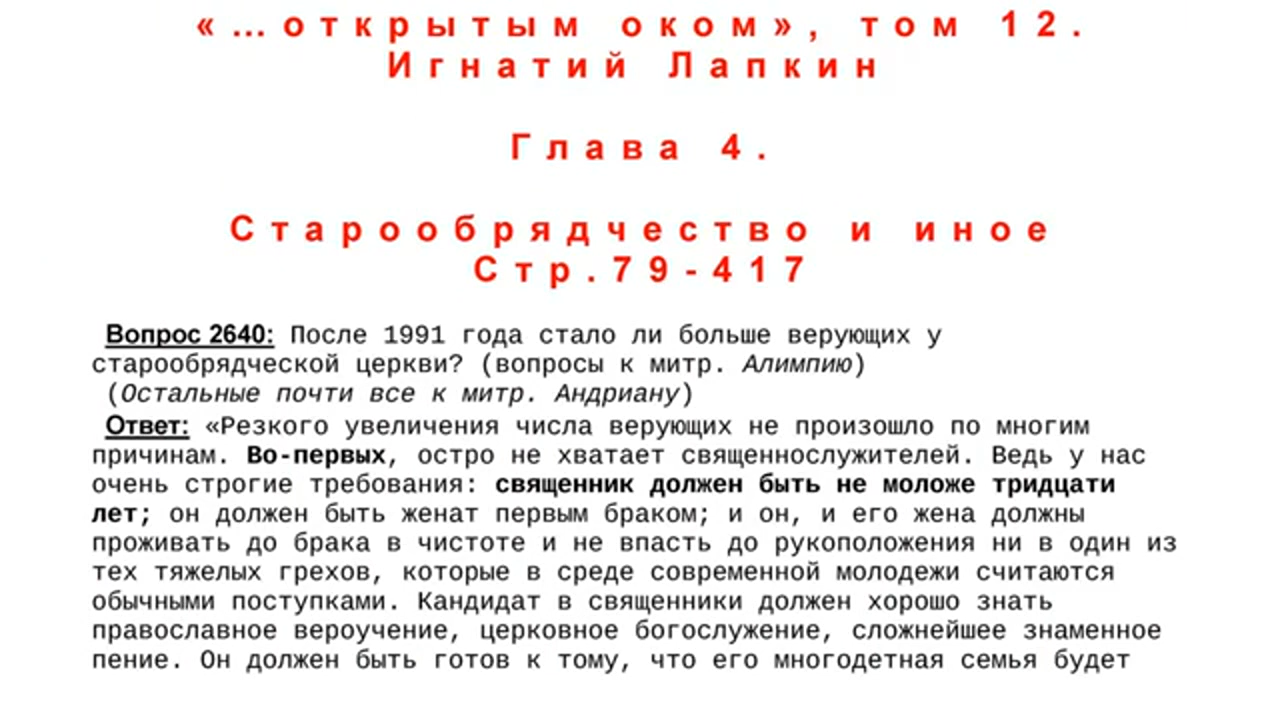 «…открытым оком», том 12.
Игнатий Лапкин
Глава 4.
Старообрядчество и иное
Стр.79-417
Вопрос 2640: После 1991 года стало ли больше верующих у
старообрядческой церкви? (вопросы к митр. Алимпию)
(Остальные почти все к митр. Андриану)
Ответ: «Резкого увеличения числа верующих не произошло по многим
причинам. Во-первых, остро не хватает священнослужителей. Ведь у нас
очень строгие требования: священник должен быть не моложе тридцати
лет; он должен быть женат первым браком; и он, и его жена должны
проживать до брака в чистоте и не впасть до рукоположения ни в один из
тех тяжелых грехов, которые в среде современной молодежи считаются
обычными поступками. Кандидат в священники должен хорошо знать
православное вероучение, церковное богослужение, сложнейшее знаменное
пение. Он должен быть готов к тому, что его многодетная семья будет